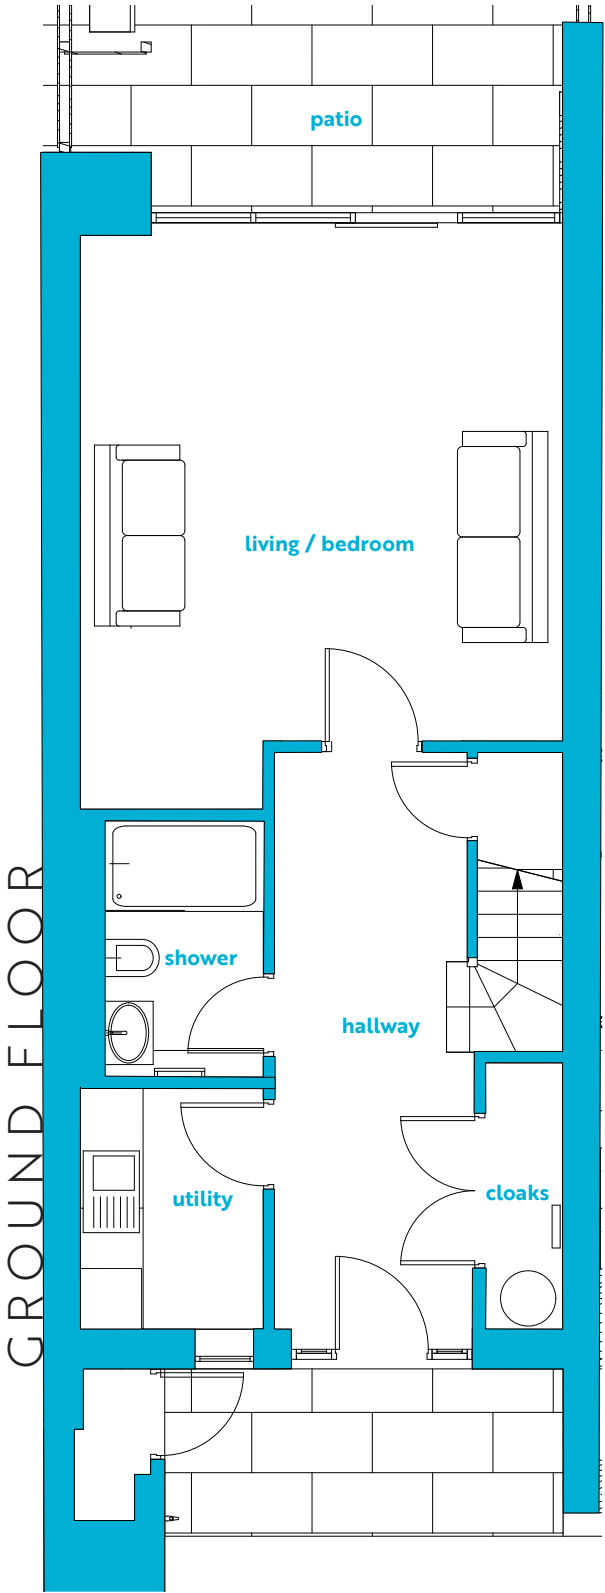 patio
living / bedroom
shower
hallway
utility
cloaks
GROUND FLOOR